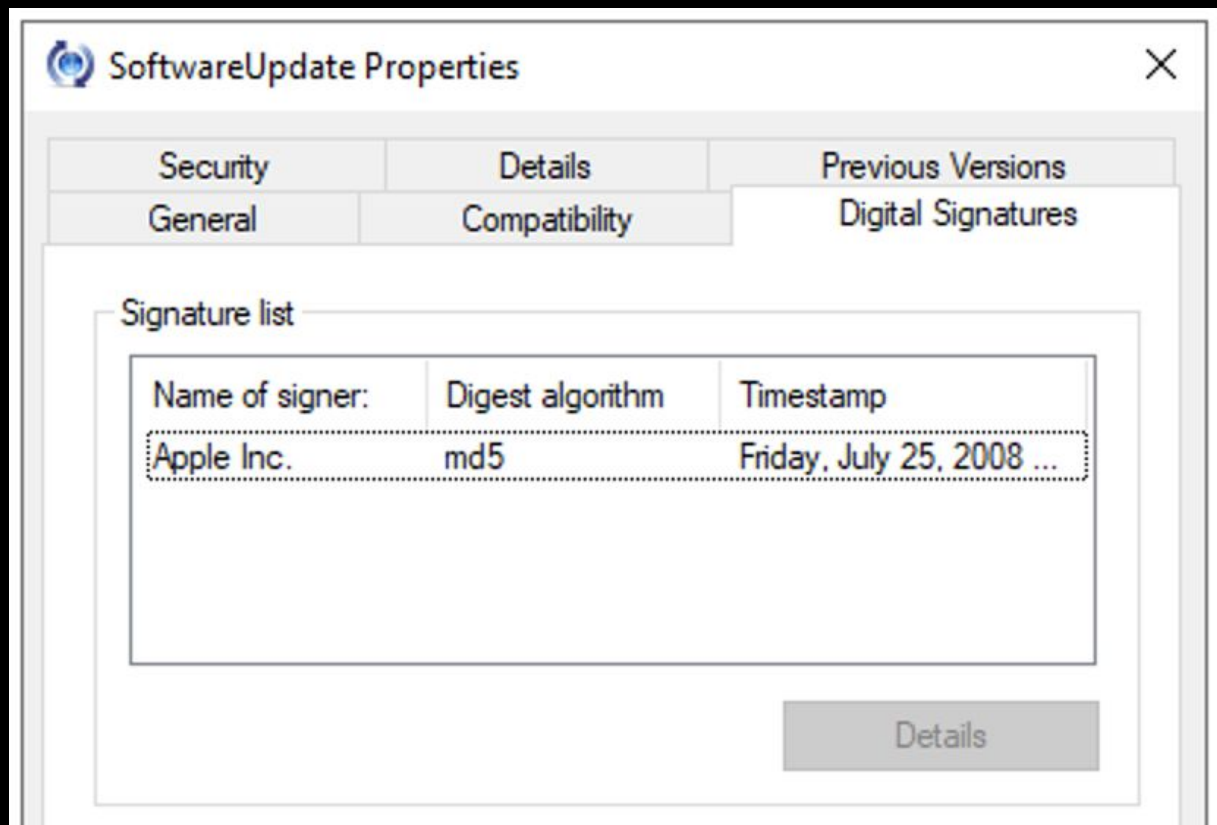 SoftwareUpdate Properties
Security Details Previous Versions
General Compatibility Digital Signatures
Signature list
Name of signer: Digest algorithm Timestamp
Apple Inc. md5 Friday, July 25, 2008 ...
Details